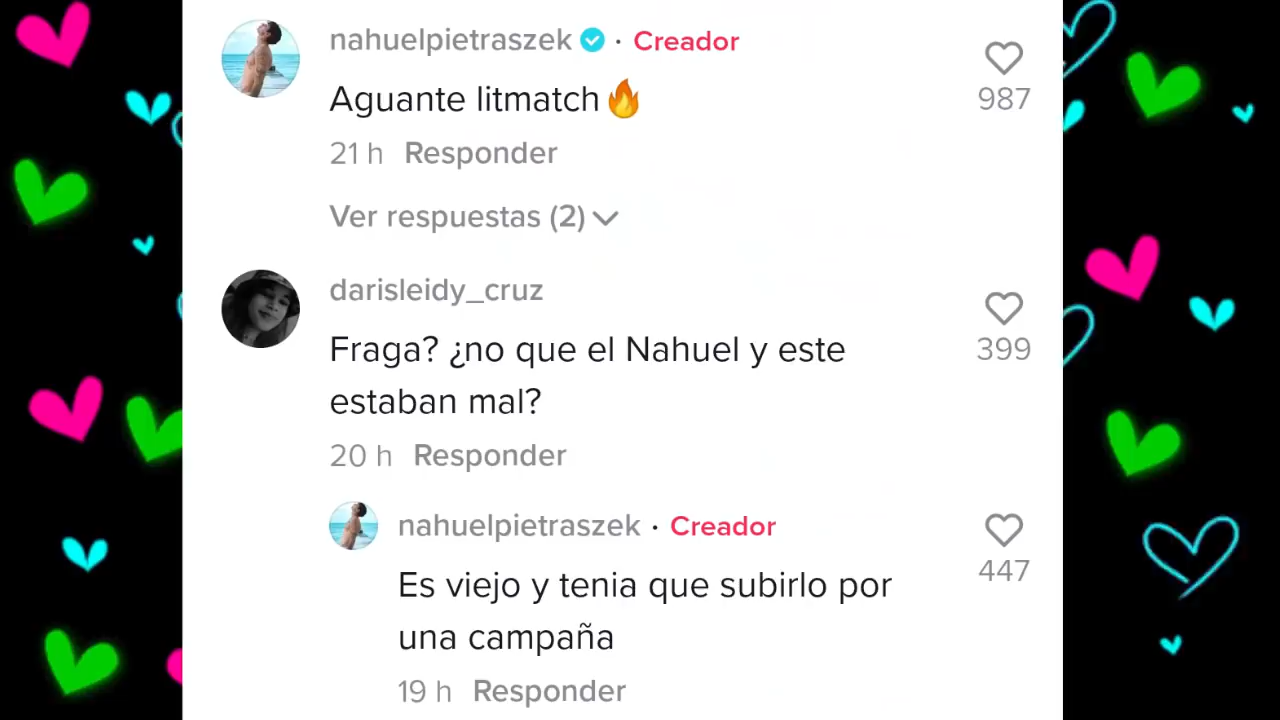 nahuelpietraszek · Creador
Aguante litmatch🔥
987
21 h Responder
Ver respuestas (2)
darisleidy_cruz
Fraga? ¿no que el Nahuel y este
estaban mal?
399
20 h Responder
nahuelpietraszek · Creador
Es viejo y tenia que subirlo por
una campaña
447
19 h Responder